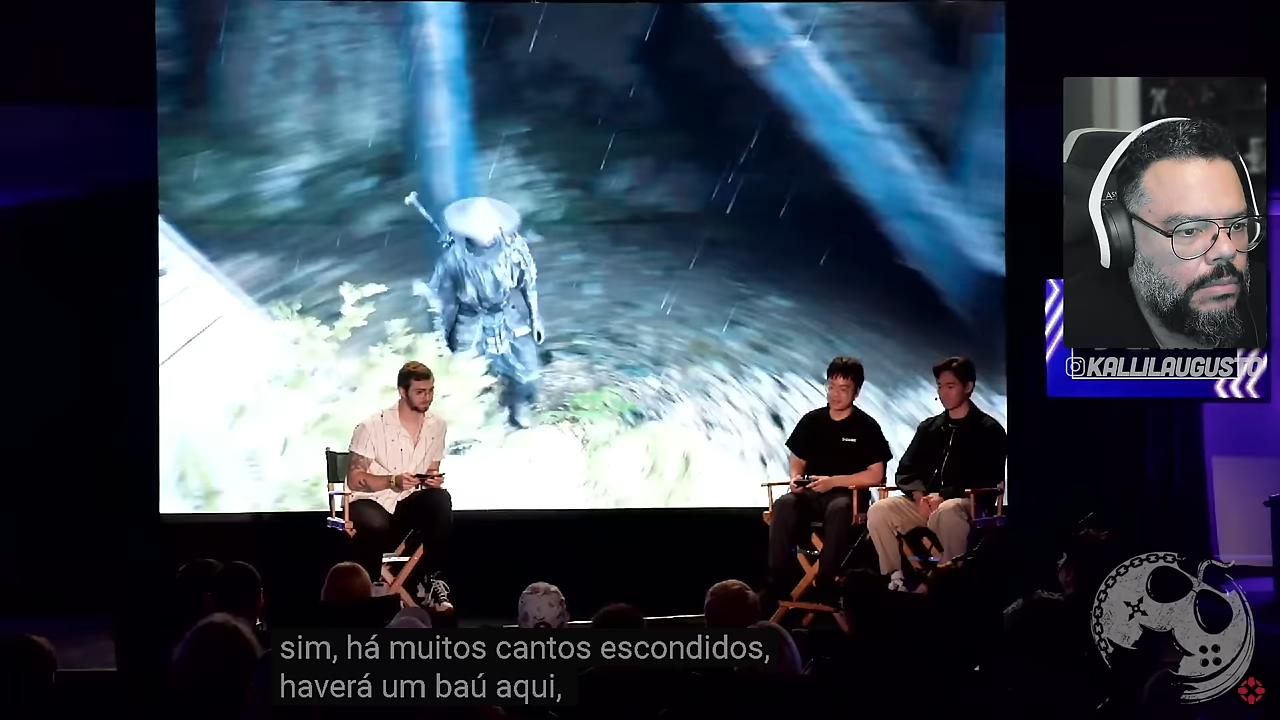 @KALLILAUGUSTO
sim, há muitos cantos escondidos,
haverá um baú aqui,